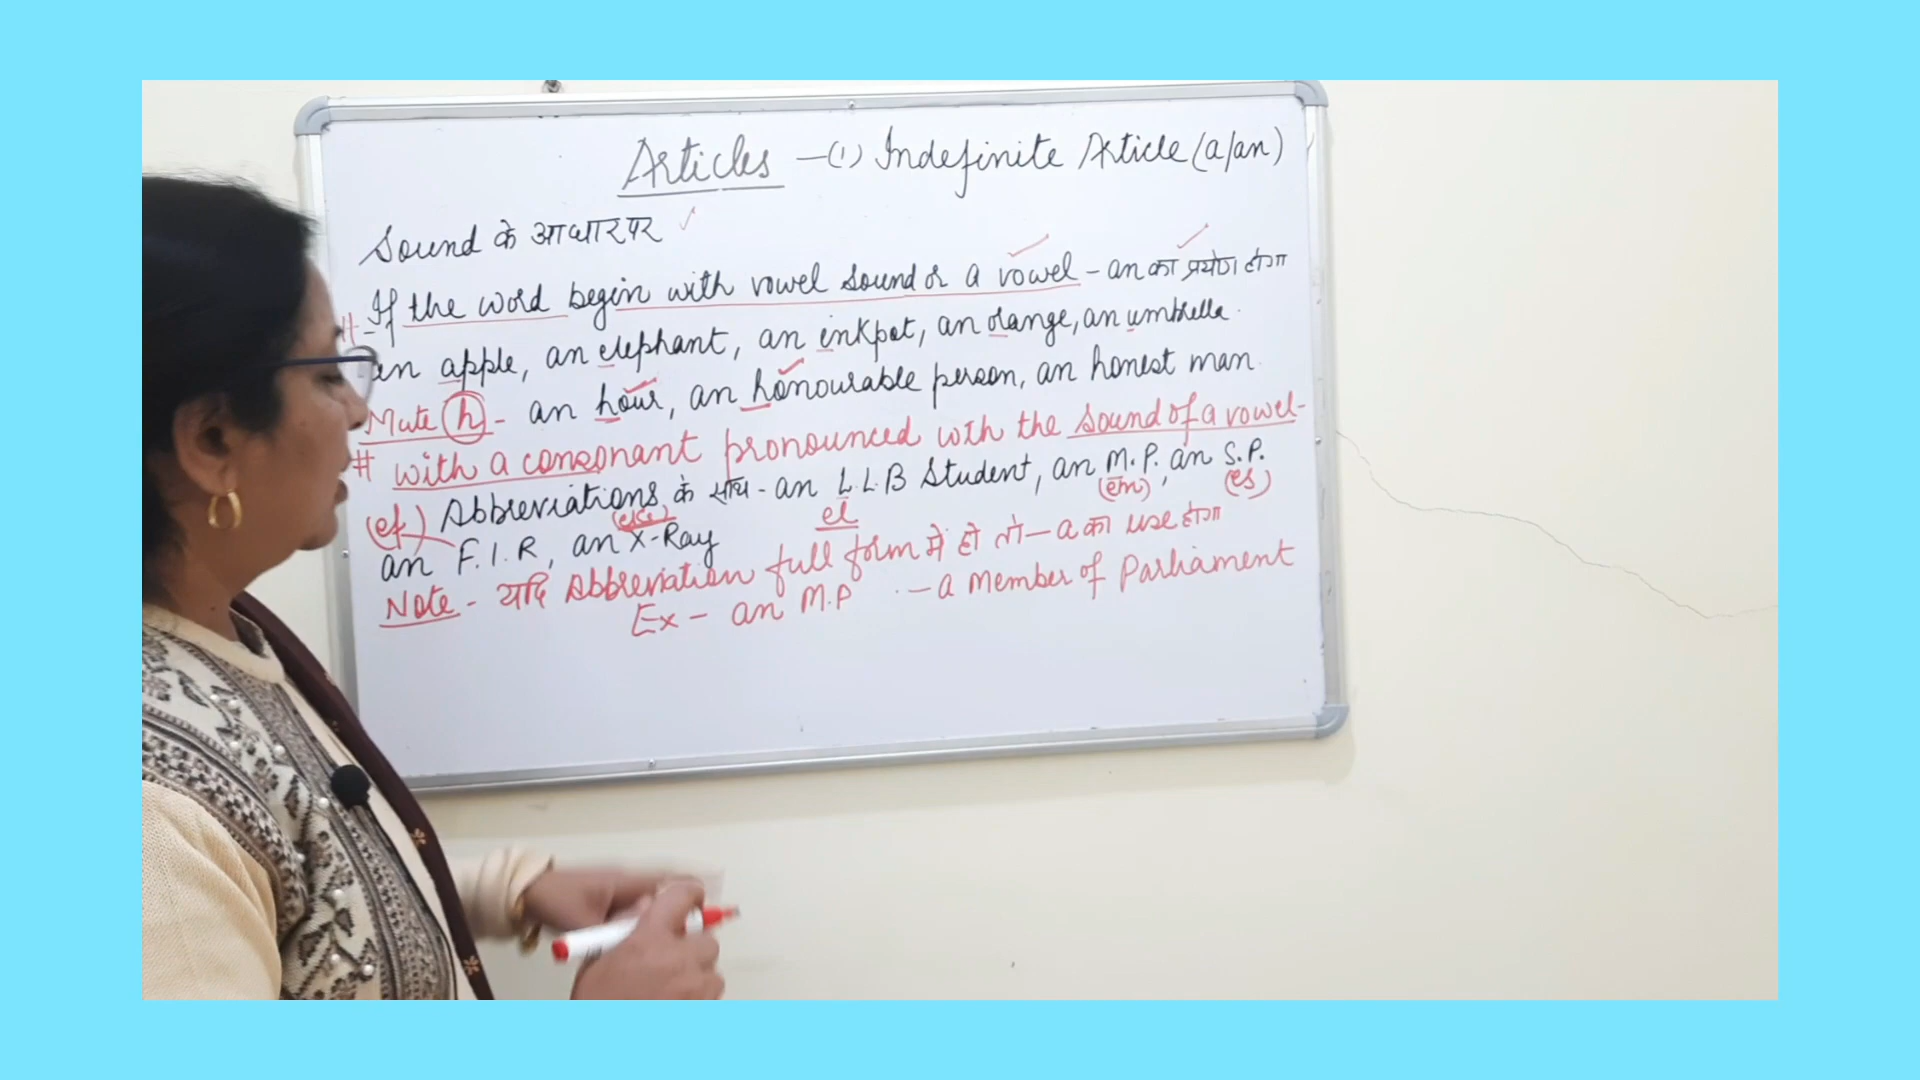 Articles - (1) Indefinite Article (a/an)
Sound के आधार पर
# If the word begin with vowel sound or a vowel - an का प्रयोग होगा
an apple, an elephant, an inkpot, an orange, an umbrella.
Mute (h) - an hour, an honourable person, an honest man.
# with a consonant pronounced with the sound of a vowel-
Abbreviations के साथ - an L.L.B Student, an M.P., an S.P.
(ef) el (em) (es)
an F.I.R, an X-Ray
Note - यदि Abbreviation full form में हो तो - a का use होगा
Ex - an M.P - a Member of Parliament